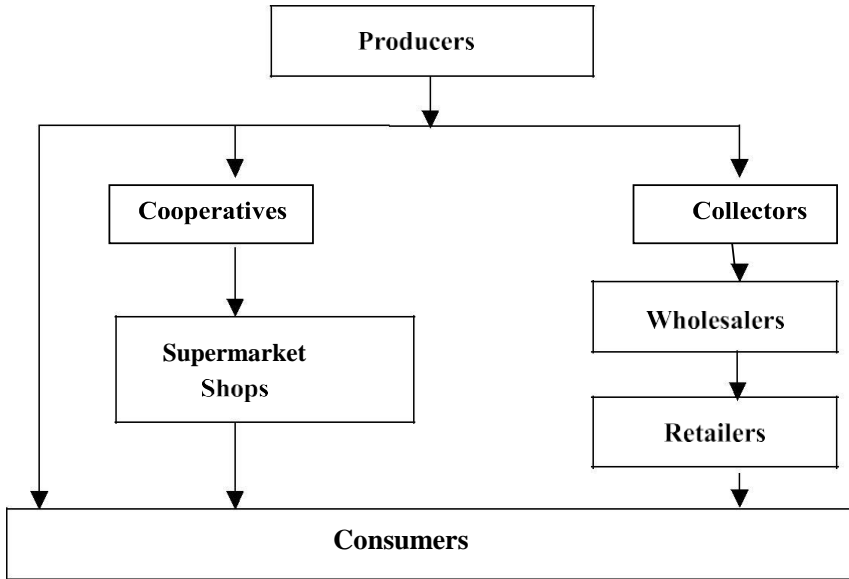 Producers
Cooperatives
Collectors
Wholesalers
Supermarket
Shops
Retailers
Consumers